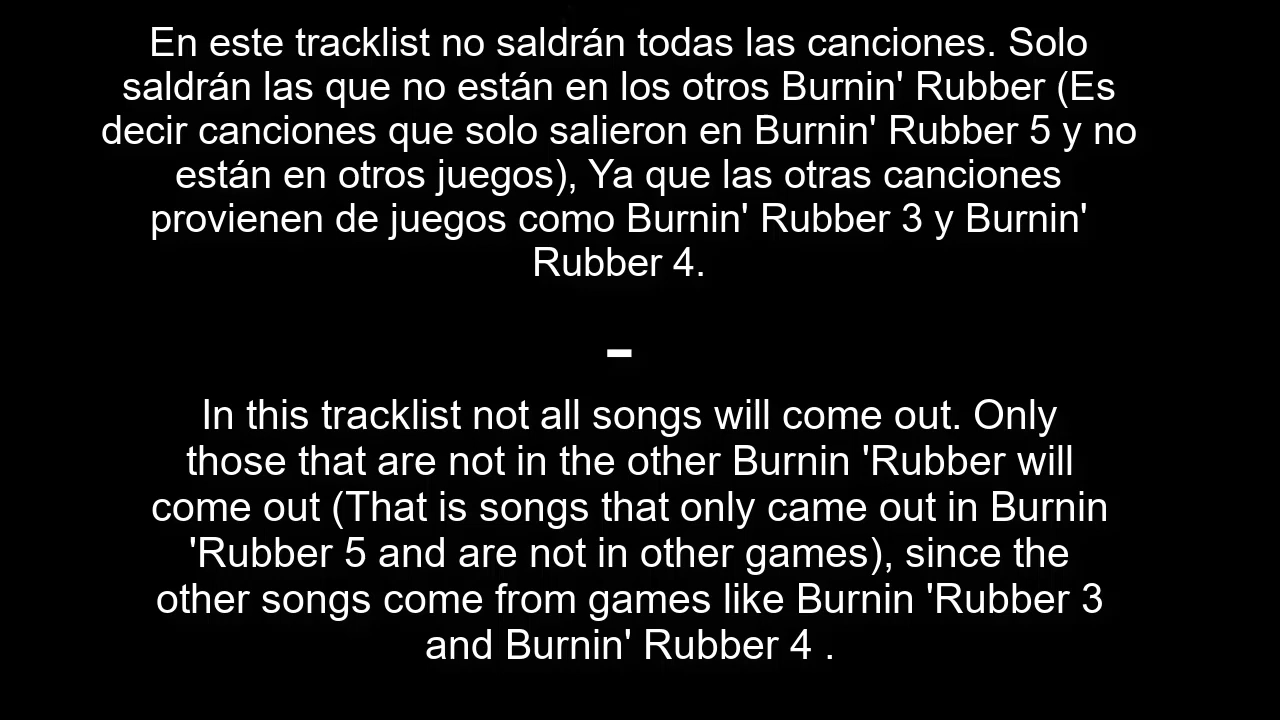 En este tracklist no saldrán todas las canciones. Solo
saldrán las que no están en los otros Burnin' Rubber (Es
decir canciones que solo salieron en Burnin' Rubber 5 y no
están en otros juegos), Ya que las otras canciones
provienen de juegos como Burnin' Rubber 3 y Burnin'
Rubber 4.
-
In this tracklist not all songs will come out. Only
those that are not in the other Burnin 'Rubber will
come out (That is songs that only came out in Burnin
'Rubber 5 and are not in other games), since the
other songs come from games like Burnin 'Rubber 3
and Burnin' Rubber 4 .